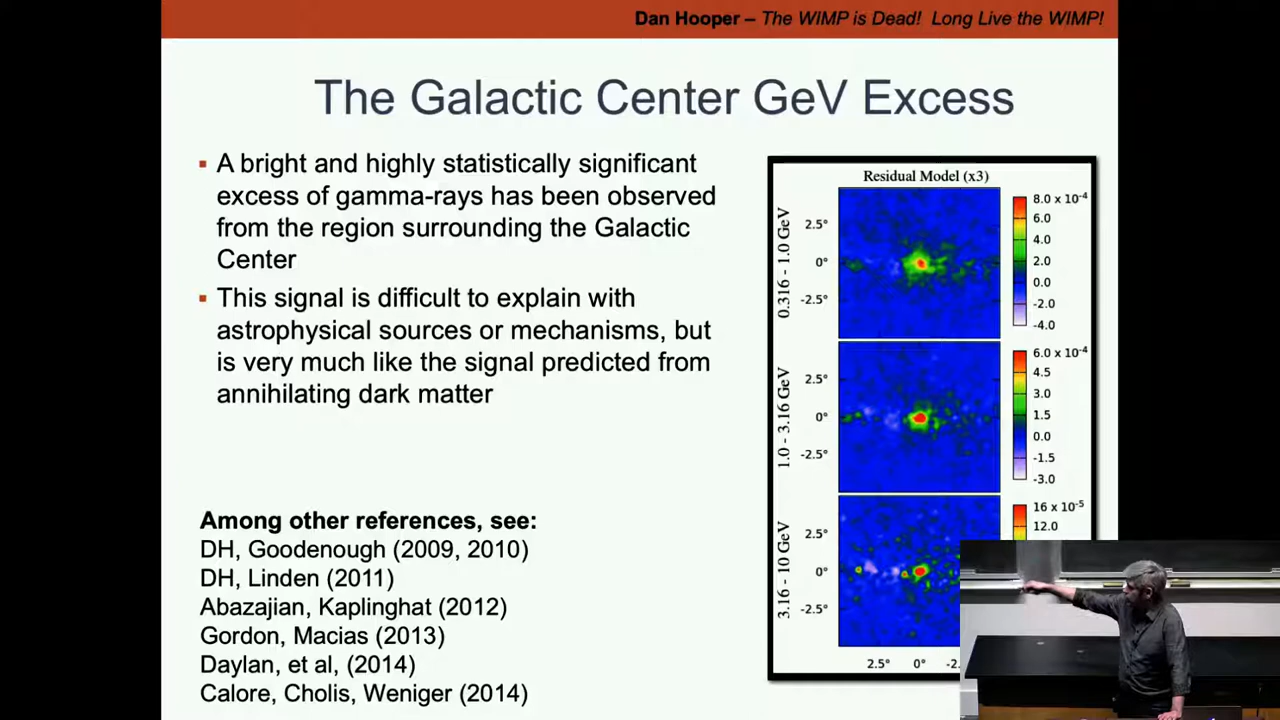 Dan Hooper – The WIMP is Dead! Long Live the WIMP!
The Galactic Center GeV Excess
▪ A bright and highly statistically significant
excess of gamma-rays has been observed
from the region surrounding the Galactic
Center
▪ This signal is difficult to explain with
astrophysical sources or mechanisms, but
is very much like the signal predicted from
annihilating dark matter
Among other references, see:
DH, Goodenough (2009, 2010)
DH, Linden (2011)
Abazajian, Kaplinghat (2012)
Gordon, Macias (2013)
Daylan, et al, (2014)
Calore, Cholis, Weniger (2014)
Residual Model (x3)
0.316 - 1.0 GeV
2.5°
0°
-2.5°
8.0 x 10⁻⁴
6.0
4.0
2.0
0.0
-2.0
-4.0
1.0 - 3.16 GeV
2.5°
0°
-2.5°
6.0 x 10⁻⁴
4.5
3.0
1.5
0.0
-1.5
-3.0
3.16 - 10 GeV
2.5°
0°
-2.5°
16 x 10⁻⁵
12.0
2.5° 0°